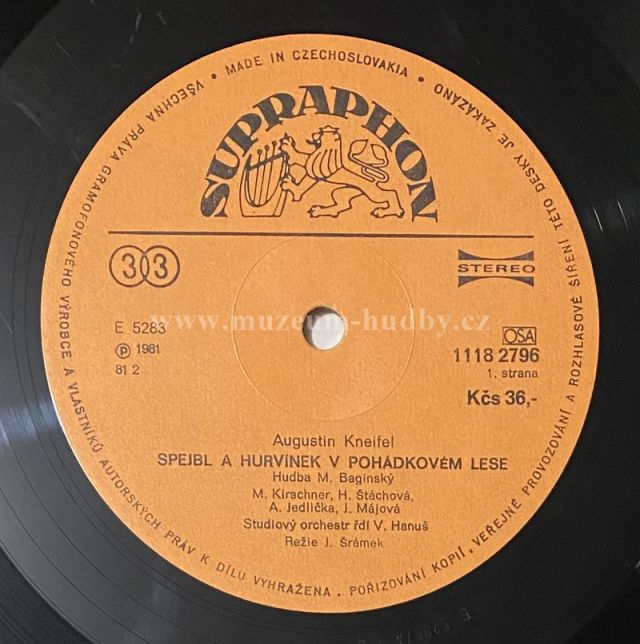 VŠECHNA PRÁVA GRAMOFONOVÉHO VÝROBCE A VLASTNÍKŮ AUTORSKÝCH PRÁV K DÍLU VYHRAŽENA. POŘIZOVÁNÍ KOPIÍ, VEŘEJNÉ PROVOZOVÁNÍ A ROZHLASOVÉ ŠÍŘENÍ TÉTO DESKY JE ZAKÁZÁNO • MADE IN CZECHOSLOVAKIA •
SUPRAPHON
33
STEREO
www.muzeum-hudby.cz
E 5283
Ⓟ 1981
81 2
OSA
1118 2796
1. strana
Kčs 36,-
Augustin Kneifel
SPEJBL A HURVÍNEK V POHÁDKOVÉM LESE
Hudba M. Baginský
M. Kirschner, H. Štáchová,
A. Jedlička, J. Májová
Studiový orchestr řdí V. Hanuš
Režie J. Šrámek